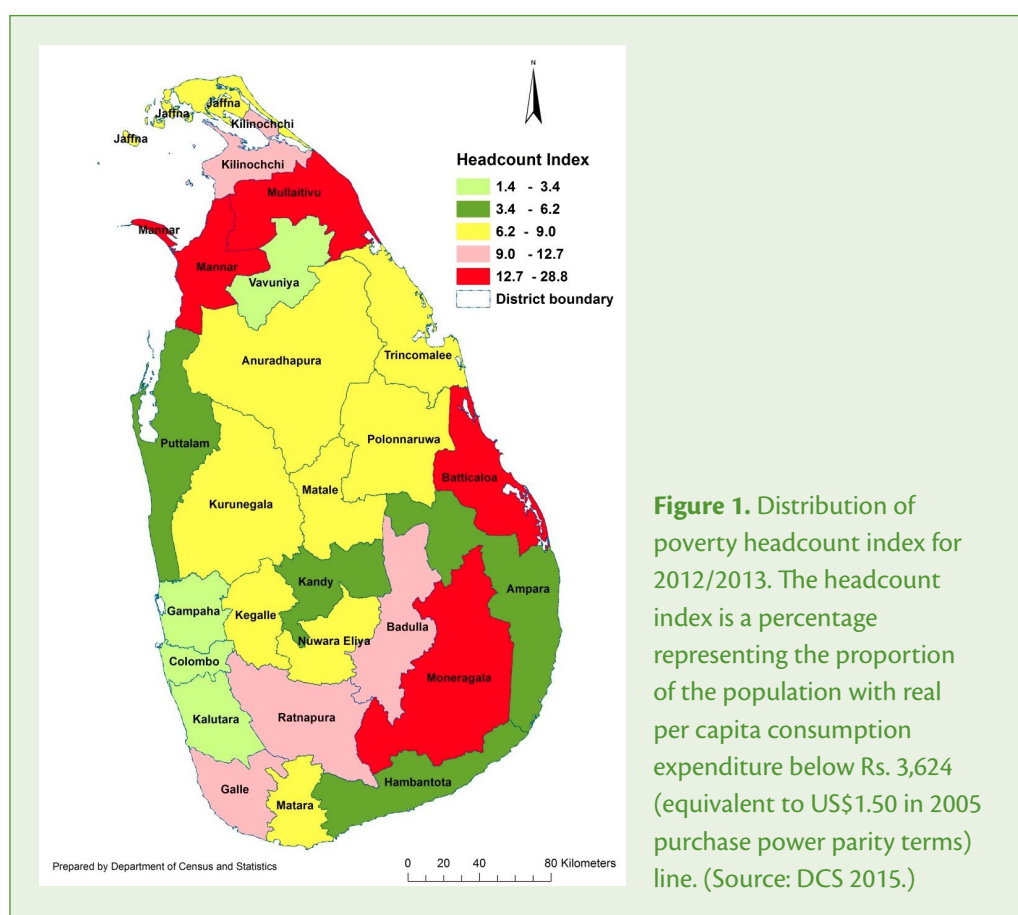 N
Jaffna
Jaffna
Kilinochchi
Jaffna
Kilinochchi
Mullaitivu
Mannar
Mannar
Vavuniya
Anuradhapura
Trincomalee
Puttalam
Polonnaruwa
Batticaloa
Kurunegala
Matale
Kandy
Ampara
Gampaha
Kegalle
Badulla
Nuwara Eliya
Colombo
Moneragala
Kalutara
Ratnapura
Hambantota
Galle
Matara
Headcount Index
1.4 - 3.4
3.4 - 6.2
6.2 - 9.0
9.0 - 12.7
12.7 - 28.8
District boundary
Prepared by Department of Census and Statistics
0 20 40 80 Kilometers
Figure 1. Distribution of
poverty headcount index for
2012/2013. The headcount
index is a percentage
representing the proportion
of the population with real
per capita consumption
expenditure below Rs. 3,624
(equivalent to US$1.50 in 2005
purchase power parity terms)
line. (Source: DCS 2015.)